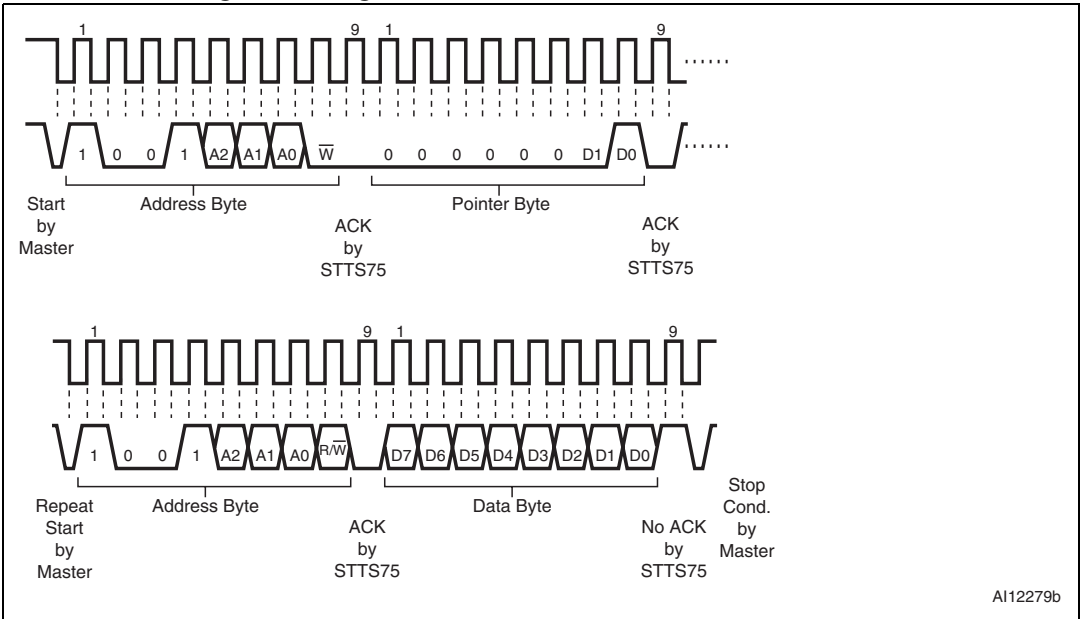 1 9 1 9
1 0 0 1 A2 A1 A0 W̅ 0 0 0 0 0 0 D1 D0
Start
by
Master
Address Byte
ACK
by
STTS75
Pointer Byte
ACK
by
STTS75
1 9 1 9
1 0 0 1 A2 A1 A0 R/W̅ D7 D6 D5 D4 D3 D2 D1 D0
Repeat
Start
by
Master
Address Byte
ACK
by
STTS75
Data Byte
No ACK
by
STTS75
Stop
Cond.
by
Master
AI12279b